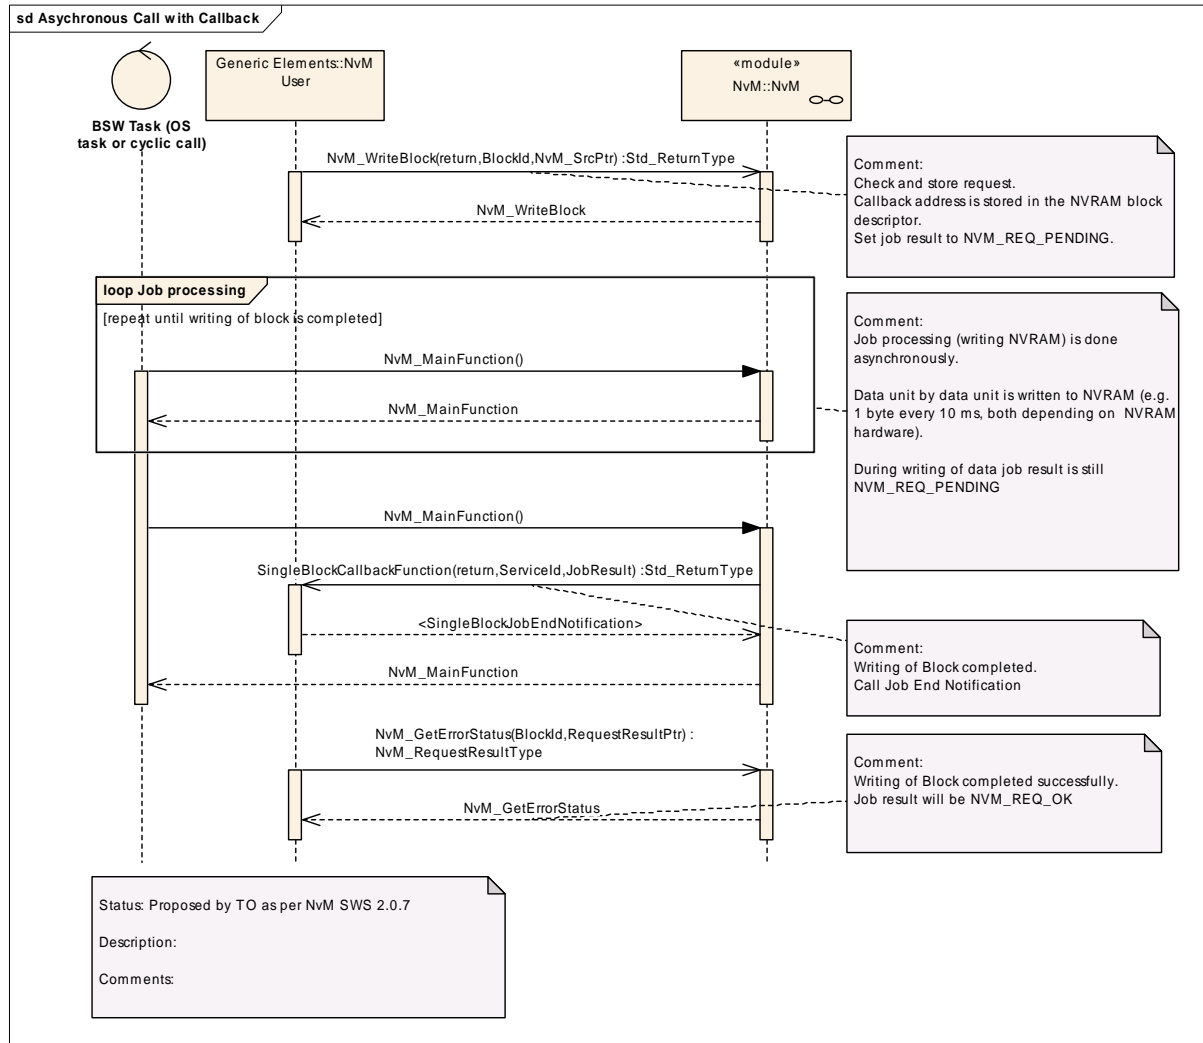 sd Asychronous Call with Callback
Generic Elements::NvM
User
«module»
NvM::NvM
BSW Task (OS
task or cyclic call)
NvM_WriteBlock(return,BlockId,NvM_SrcPtr) :Std_ReturnType
Comment:
Check and store request.
Callback address is stored in the NVRAM block
descriptor.
Set job result to NVM_REQ_PENDING.
NvM_WriteBlock
loop Job processing
[repeat until writing of block is completed]
NvM_MainFunction()
NvM_MainFunction
Comment:
Job processing (writing NVRAM) is done
asynchronously.
Data unit by data unit is written to NVRAM (e.g.
1 byte every 10 ms, both depending on NVRAM
hardware).
During writing of data job result is still
NVM_REQ_PENDING
NvM_MainFunction()
SingleBlockCallbackFunction(return,ServiceId,JobResult) :Std_ReturnType
<SingleBlockJobEndNotification>
NvM_MainFunction
Comment:
Writing of Block completed.
Call Job End Notification
NvM_GetErrorStatus(BlockId,RequestResultPtr) :
NvM_RequestResultType
NvM_GetErrorStatus
Comment:
Writing of Block completed successfully.
Job result will be NVM_REQ_OK
Status: Proposed by TO as per NvM SWS 2.0.7
Description:
Comments: